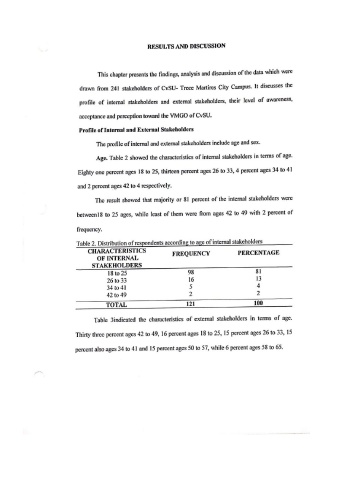 RESULTS AND DISCUSSION
This chapter presents the findings, analysis and discussion of the data which were
drawn from 241 stakeholders of CvSU- Trece Martires City Campus. It discusses the
profile of internal stakeholders and external stakeholders, their level of awareness,
acceptance and perception toward the VMGO of CvSU.
Profile of Internal and External Stakeholders
The profile of internal and external stakeholders include age and sex.
Age. Table 2 showed the characteristics of internal stakeholders in terms of age.
Eighty one percent ages 18 to 25, thirteen percent ages 26 to 33, 4 percent ages 34 to 41
and 2 percent ages 42 to 4 respectively.
The result showed that majority or 81 percent of the internal stakeholders were
between18 to 25 ages, while least of them were from ages 42 to 49 with 2 percent of
frequency.
Table 2. Distribution of respondents according to age of internal stakeholders
CHARACTERISTICS OF INTERNAL STAKEHOLDERS FREQUENCY PERCENTAGE
18 to 25 98 81
26 to 33 16 13
34 to 41 5 4
42 to 49 2 2
TOTAL 121 100
Table 3indicated the characteristics of external stakeholders in terms of age.
Thirty three percent ages 42 to 49, 16 percent ages 18 to 25, 15 percent ages 26 to 33, 15
percent also ages 34 to 41 and 15 percent ages 50 to 57, while 6 percent ages 58 to 65.